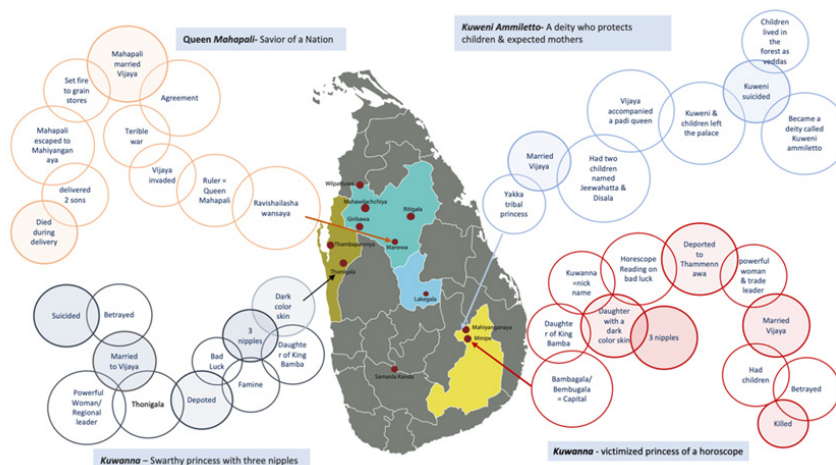 Queen Mahapali- Savior of a Nation
Mahapali
married
Vijaya
Set fire
to grain
stores
Agreement
Mahapali
escaped to
Mahiyangan
aya
Terible
war
delivered
2 sons
Vijaya
invaded
Ruler =
Queen
Mahapali
Ravishailasha
wansaya
Died
during
delivery
Kuweni Ammiletto- A deity who protects
children & expected mothers
Children
lived in
the forest as
veddas
Kuweni
suicided
Vijaya
accompanied
a padi queen
Kuweni &
children left
the palace
Became a
deity called
Kuweni
ammiletto
Married
Vijaya
Had two
children
named
Jeewahatta &
Disala
Yakka
tribal
princess
Wilpattuwa
Mahawilachchiya
Ritigala
Giribawa
Thambapanniya
Manewa
Thonigala
Lakegala
Mahiyanganaya
Minipe
Samanla Kanda
Dark
color
skin
Suicided
Betrayed
3
nipples
Married
to Vijaya
Bad
Luck
Daughte
r of King
Bamba
Powerful
Woman/
Regional
leader
Thonigala
Depoted
Famine
Kuwanna – Swarthy princess with three nipples
Kuwanna
=nick
name
Horescope
Reading on
bad luck
Deported
to
Thammenn
awa
powerful
woman &
trade
leader
Daughte
r of King
Bamba
Daughter
with a
dark
color skin
3 nipples
Married
Vijaya
Bambagala/
Bembugala
= Capital
Had
children
Betrayed
Killed
Kuwanna - victimized princess of a horoscope